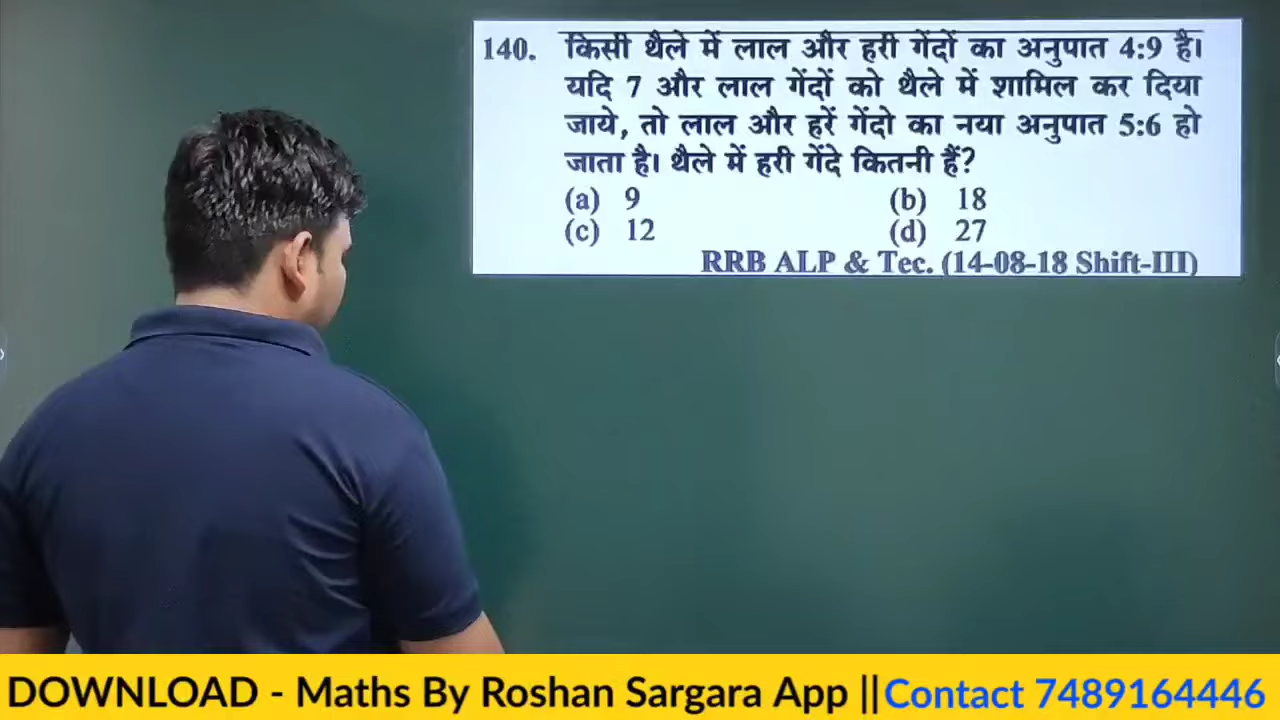 140. किसी थैले में लाल और हरी गेंदों का अनुपात 4:9 है।
यदि 7 और लाल गेंदों को थैले में शामिल कर दिया
जाये, तो लाल और हरें गेंदो का नया अनुपात 5:6 हो
जाता है। थैले में हरी गेंदे कितनी हैं?
(a) 9 (b) 18
(c) 12 (d) 27
RRB ALP & Tec. (14-08-18 Shift-III)
DOWNLOAD - Maths By Roshan Sargara App || Contact 7489164446